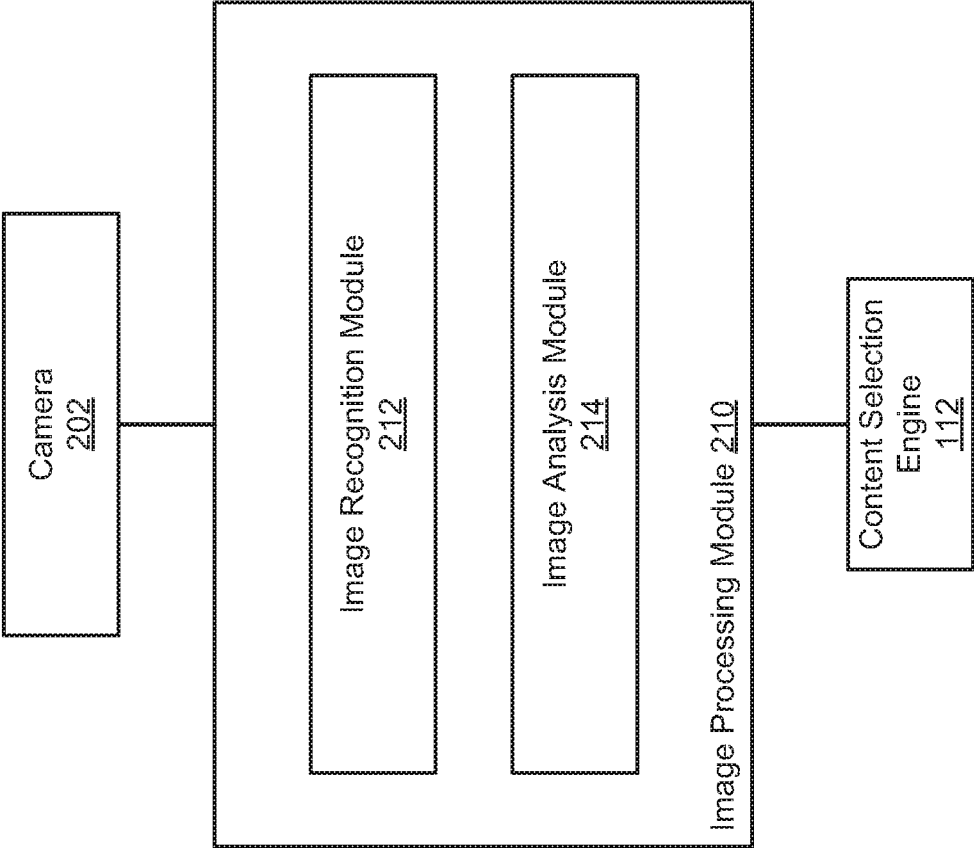 Camera
202
Image Recognition Module
212
Image Analysis Module
214
Image Processing Module 210
Content Selection
Engine
112